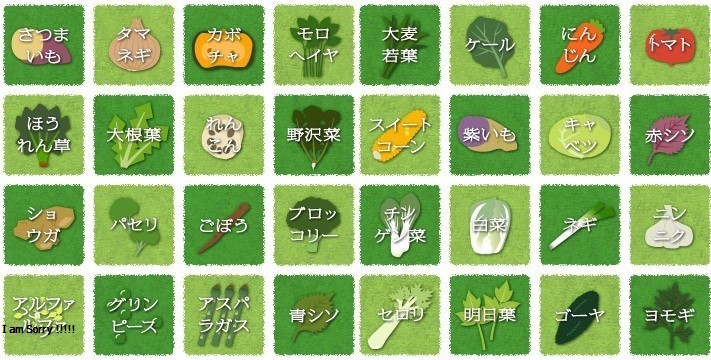 さつま
いも
タマ
ネギ
カボ
チャ
モロ
ヘイヤ
大麦
若葉
ケール
にん
じん
トマト
ほう
れん草
大根葉
れん
こん
野沢菜
スイート
コーン
紫いも
キャ
ベツ
赤シソ
ショ
ウガ
パセリ
ごぼう
ブロッ
コリー
チン
ゲン菜
白菜
ネギ
ニン
ニク
アルファ
I am Sorry !!!!!
グリン
ピース
アスパ
ラガス
青シソ
セロリ
明日葉
ゴーヤ
ヨモギ